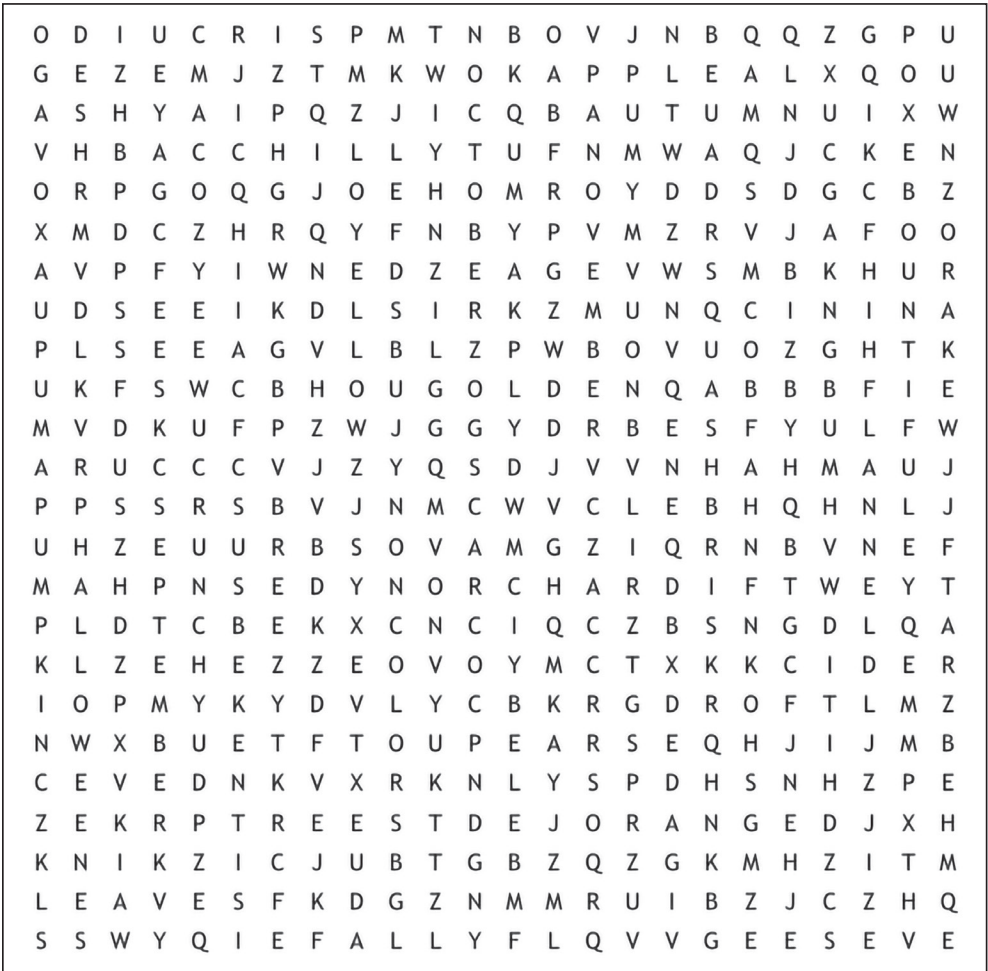 O D I U C R I S P M T N B O V J N B Q Q Z G P U
G E Z E M J Z T M K W O K A P P L E A L X Q O U
A S H Y A I P Q Z J I C Q B A U T U M N U I X W
V H B A C C H I L L Y T U F N M W A Q J C K E N
O R P G O Q G J O E H O M R O Y D D S D G C B Z
X M D C Z H R Q Y F N B Y P V M Z R V J A F O O
A V P F Y I W N E D Z E A G E V W S M B K H U R
U D S E E I K D L S I R K Z M U N Q C I N I N A
P L S E E A G V L B L Z P W B O V U O Z G H T K
U K F S W C B H O U G O L D E N Q A B B B F I E
M V D K U F P Z W J G G Y D R B E S F Y U L F W
A R U C C C V J Z Y Q S D J V V N H A H M A U J
P P S S R S B V J N M C W V C L E B H Q H N L J
U H Z E U U R B S O V A M G Z I Q R N B V N E F
M A H P N S E D Y N O R C H A R D I F T W E Y T
P L D T C B E K X C N C I Q C Z B S N G D L Q A
K L Z E H E Z Z E O V O Y M C T X K K C I D E R
I O P M Y K Y D V L Y C B K R G D R O F T L M Z
N W X B U E T F T O U P E A R S E Q H J I J M B
C E V E D N K V X R K N L Y S P D H S N H Z P E
Z E K R P T R E E S T D E J O R A N G E D J X H
K N I K Z I C J U B T G B Z Q Z G K M H Z I T M
L E A V E S F K D G Z N M M R U I B Z J C Z H Q
S S W Y Q I E F A L L Y F L Q V V G E E S E V E